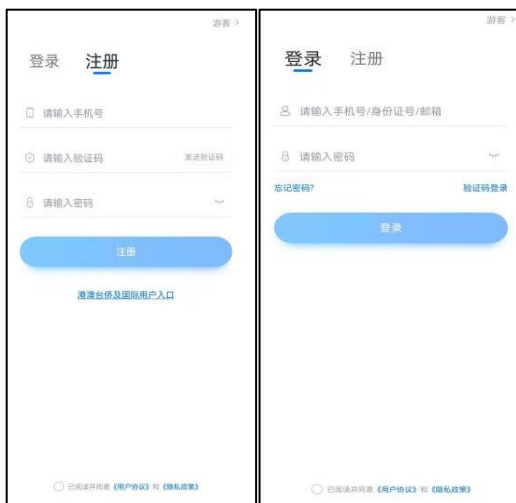 游客 >
登录 注册
请输入手机号
请输入验证码 发送验证码
请输入密码
注册
港澳台侨及国际用户入口
已阅读并同意《用户协议》和《隐私政策》
游客 >
登录 注册
请输入手机号/身份证号/邮箱
请输入密码
忘记密码? 验证码登录
登录
已阅读并同意《用户协议》和《隐私政策》